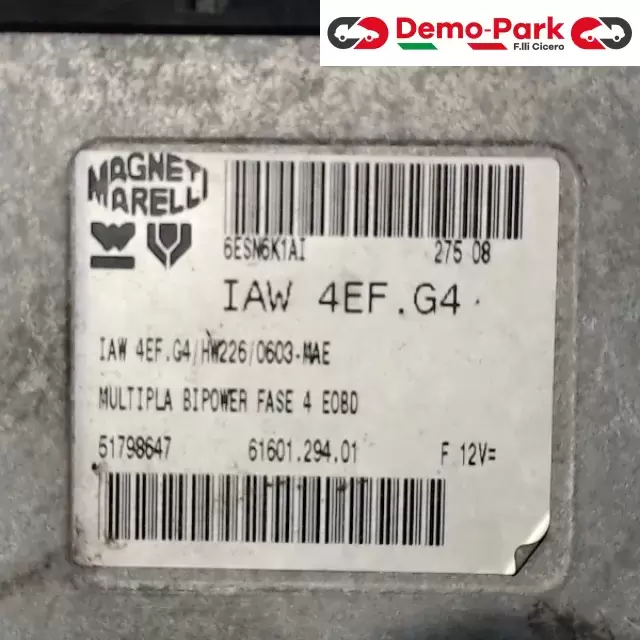 Demo-Park
F.lli Cicero
MAGNETI
MARELLI
6ESN6K1AI 275 08
IAW 4EF.G4
IAW 4EF.G4/HW226/0603-MAE
MULTIPLA BIPOWER FASE 4 EOBD
51798647 61601.294.01 F 12V=